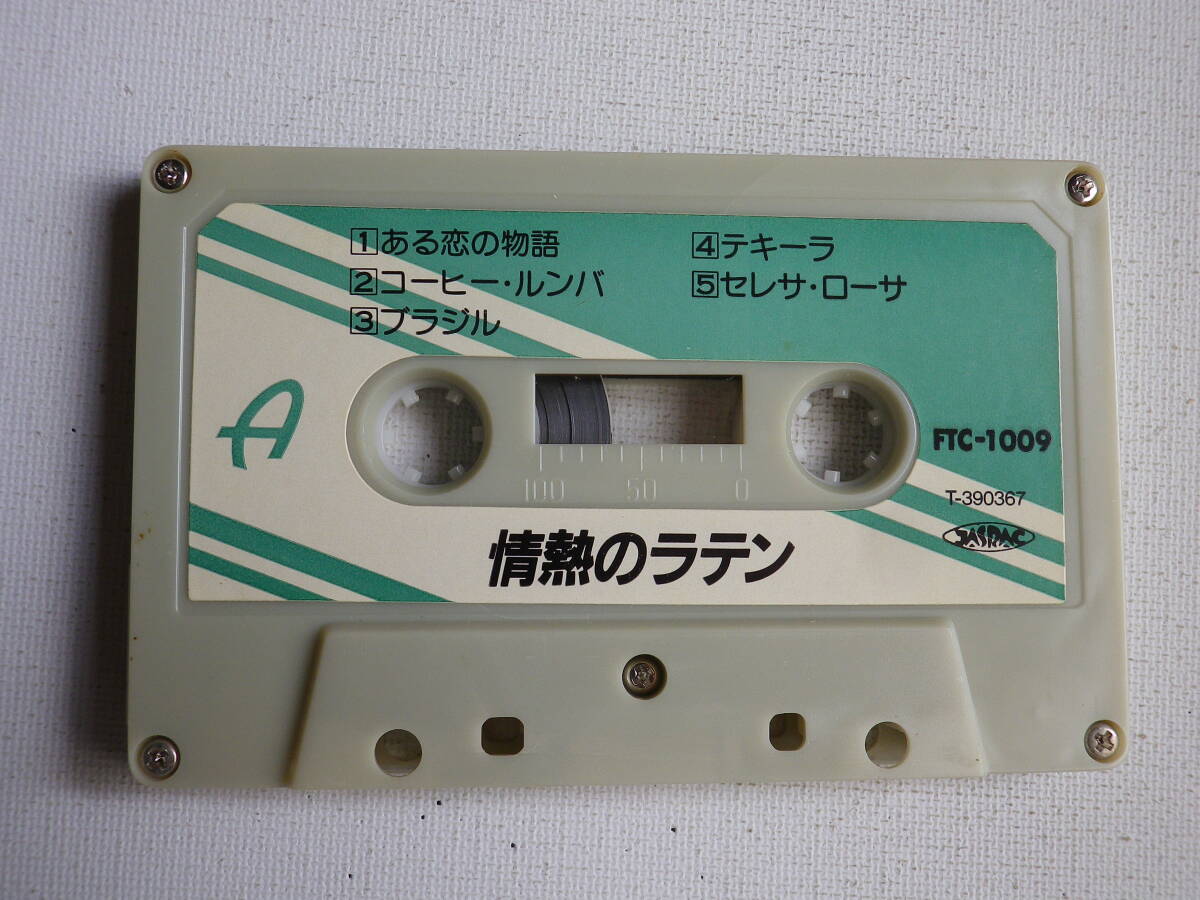 1 ある恋の物語
2 コーヒー・ルンバ
3 ブラジル
4 テキーラ
5 セレサ・ローサ
A
FTC-1009
100 50 0
T-390367
JASRAC
情熱のラテン